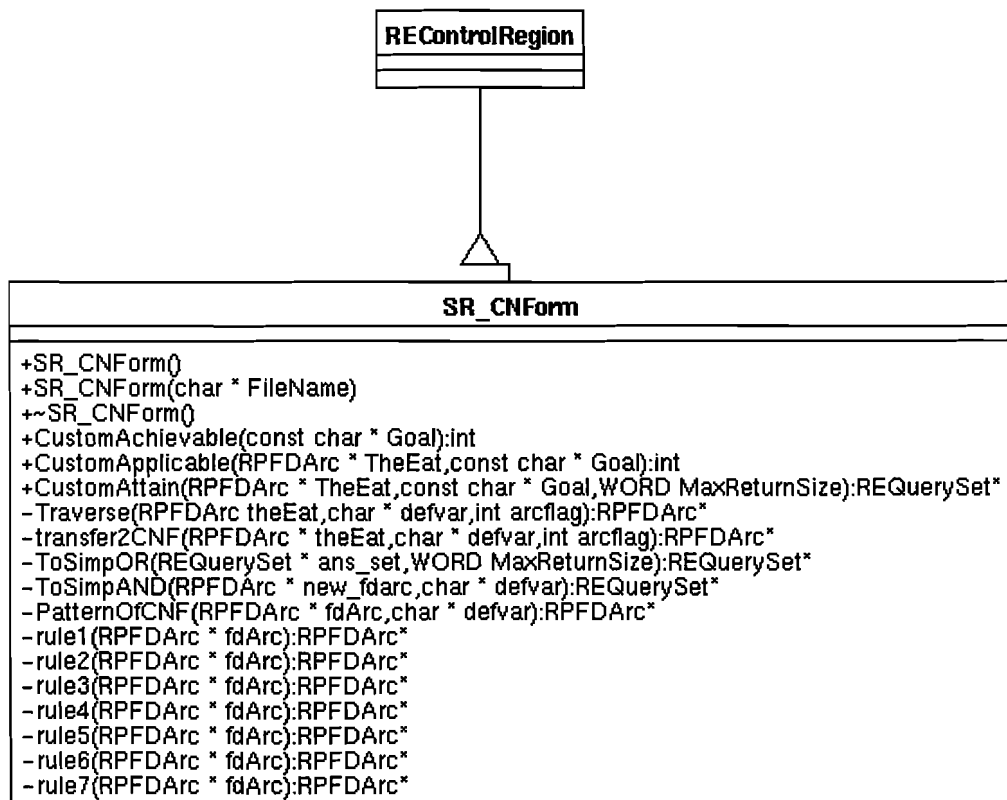 REControlRegion
SR_CNForm
+SR_CNForm()
+SR_CNForm(char * FileName)
+~SR_CNForm()
+CustomAchievable(const char * Goal):int
+CustomApplicable(RPFDArc * TheEat,const char * Goal):int
+CustomAttain(RPFDArc * TheEat,const char * Goal,WORD MaxReturnSize):REQuerySet*
-Traverse(RPFDArc theEat,char * defvar,int arcflag):RPFDArc*
-transfer2CNF(RPFDArc * theEat,char * defvar,int arcflag):RPFDArc*
-ToSimpOR(REQuerySet * ans_set,WORD MaxReturnSize):REQuerySet*
-ToSimpAND(RPFDArc * new_fdarc,char * defvar):REQuerySet*
-PatternOfCNF(RPFDArc * fdArc,char * defvar):RPFDArc*
-rule1(RPFDArc * fdArc):RPFDArc*
-rule2(RPFDArc * fdArc):RPFDArc*
-rule3(RPFDArc * fdArc):RPFDArc*
-rule4(RPFDArc * fdArc):RPFDArc*
-rule5(RPFDArc * fdArc):RPFDArc*
-rule6(RPFDArc * fdArc):RPFDArc*
-rule7(RPFDArc * fdArc):RPFDArc*